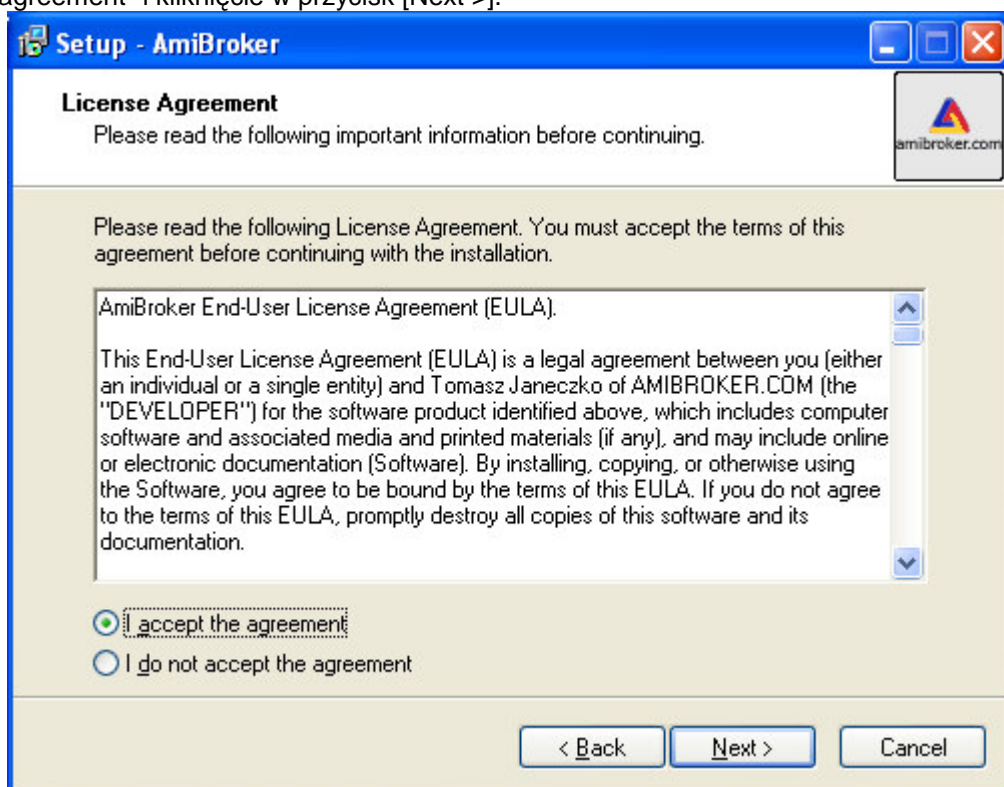 agreement" i kliknięcie w przycisk [Next >].
Setup - AmiBroker
License Agreement
Please read the following important information before continuing.
amibroker.com
Please read the following License Agreement. You must accept the terms of this
agreement before continuing with the installation.
AmiBroker End-User License Agreement (EULA).
This End-User License Agreement (EULA) is a legal agreement between you (either
an individual or a single entity) and Tomasz Janeczko of AMIBROKER.COM (the
"DEVELOPER") for the software product identified above, which includes computer
software and associated media and printed materials (if any), and may include online
or electronic documentation (Software). By installing, copying, or otherwise using
the Software, you agree to be bound by the terms of this EULA. If you do not agree
to the terms of this EULA, promptly destroy all copies of this software and its
documentation.
I accept the agreement
I do not accept the agreement
< Back Next > Cancel